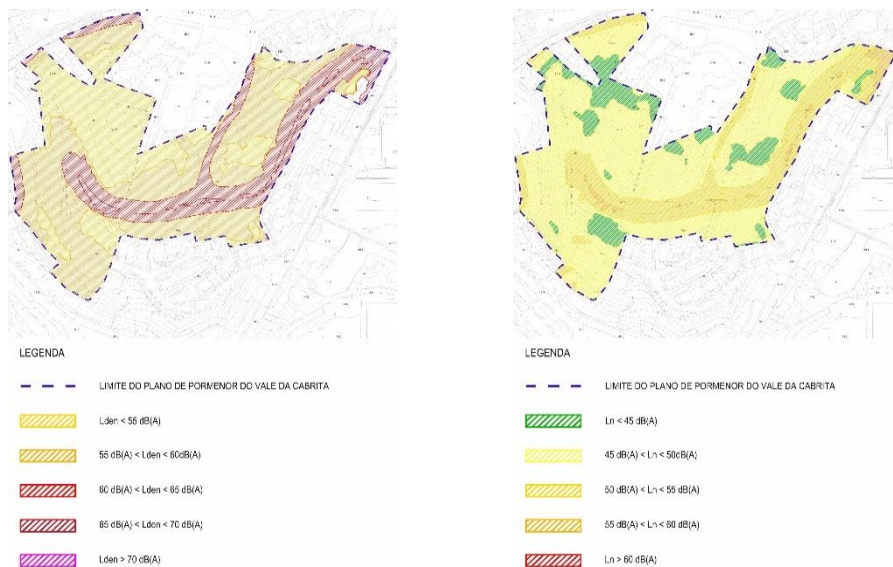 LEGENDA
LIMITE DO PLANO DE PORMENOR DO VALE DA CABRITA
Lden < 55 dB(A)
55 dB(A) < Lden < 60dB(A)
60 dB(A) < Lden < 65 dB(A)
65 dB(A) < Lden < 70 dB(A)
Lden > 70 dB(A)
LEGENDA
LIMITE DO PLANO DE PORMENOR DO VALE DA CABRITA
Ln < 45 dB(A)
45 dB(A) < Ln < 50dB(A)
50 dB(A) < Ln < 55 dB(A)
55 dB(A) < Ln < 60 dB(A)
Ln > 60 dB(A)